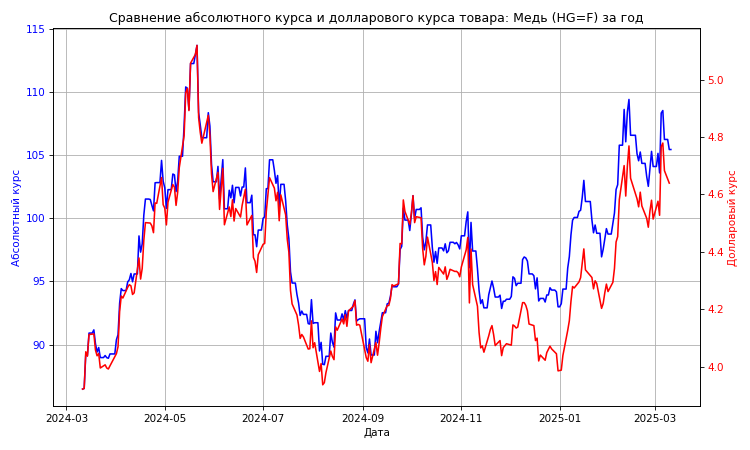 Сравнение абсолютного курса и долларового курса товара: Медь (HG=F) за год
115
110
105
100
95
90
Абсолютный курс
5.0
4.8
4.6
4.4
4.2
4.0
Долларовый курс
2024-03 2024-05 2024-07 2024-09 2024-11 2025-01 2025-03
Дата